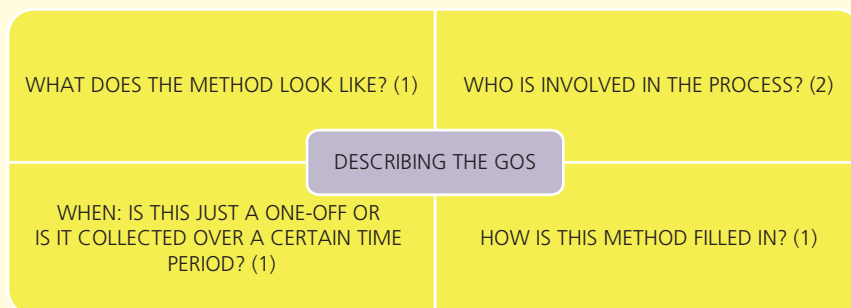 WHAT DOES THE METHOD LOOK LIKE? (1)
WHO IS INVOLVED IN THE PROCESS? (2)
DESCRIBING THE GOS
WHEN: IS THIS JUST A ONE-OFF OR
IS IT COLLECTED OVER A CERTAIN TIME
PERIOD? (1)
HOW IS THIS METHOD FILLED IN? (1)